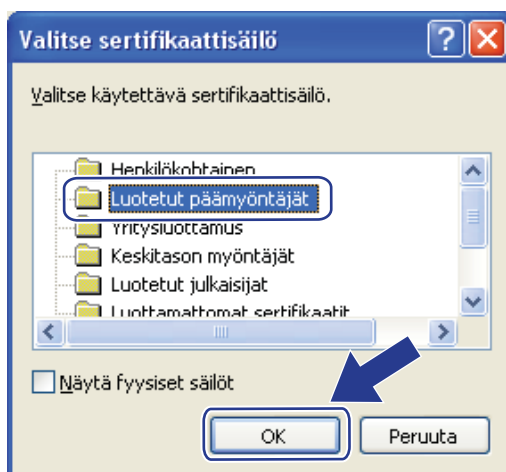 Valitse sertifikaattisäilö
Valitse käytettävä sertifikaattisäilö.
Henkilökohtainen
Luotetut päämyöntäjät
Yritysluottamus
Keskitason myöntäjät
Luotetut julkaisijat
Luottamattomat sertifikaatit
Näytä fyysiset säilöt
OK
Peruuta